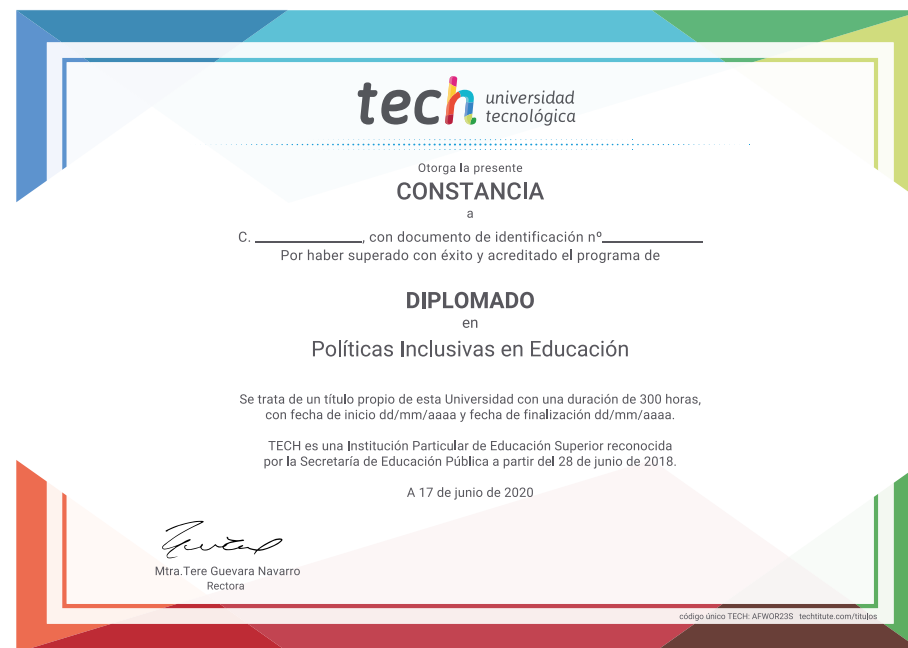 tech universidad
tecnológica
Otorga la presente
CONSTANCIA
a
C. ____________, con documento de identificación nº____________
Por haber superado con éxito y acreditado el programa de
DIPLOMADO
en
Políticas Inclusivas en Educación
Se trata de un título propio de esta Universidad con una duración de 300 horas,
con fecha de inicio dd/mm/aaaa y fecha de finalización dd/mm/aaaa.
TECH es una Institución Particular de Educación Superior reconocida
por la Secretaría de Educación Pública a partir del 28 de junio de 2018.
A 17 de junio de 2020
Mtra.Tere Guevara Navarro
Rectora
código único TECH: AFWOR23S techtitute.com/titulos